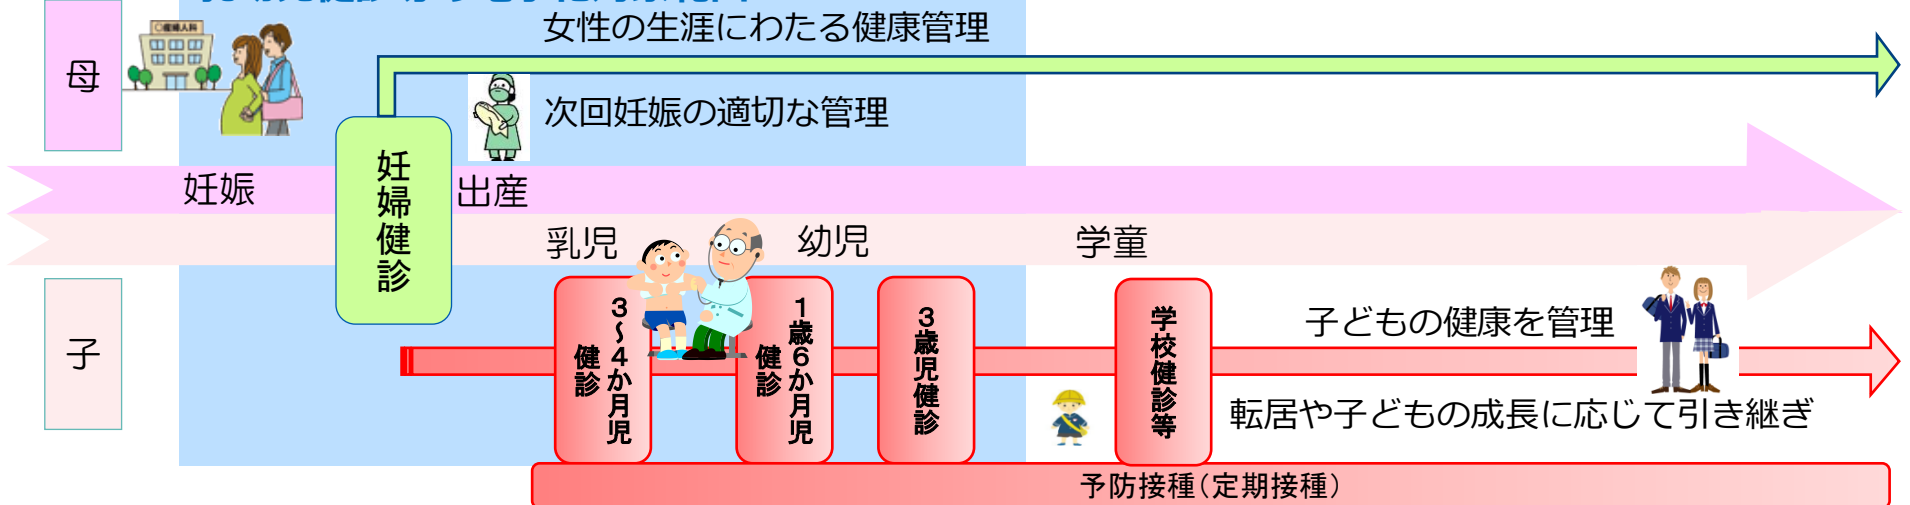 母
○産婦人科
女性の生涯にわたる健康管理
次回妊娠の適切な管理
妊娠
妊婦健診
出産
乳児
幼児
学童
子
3～4か月児
健診
1歳6か月児
健診
3歳児健診
学校健診等
子どもの健康を管理
転居や子どもの成長に応じて引き継ぎ
予防接種（定期接種）